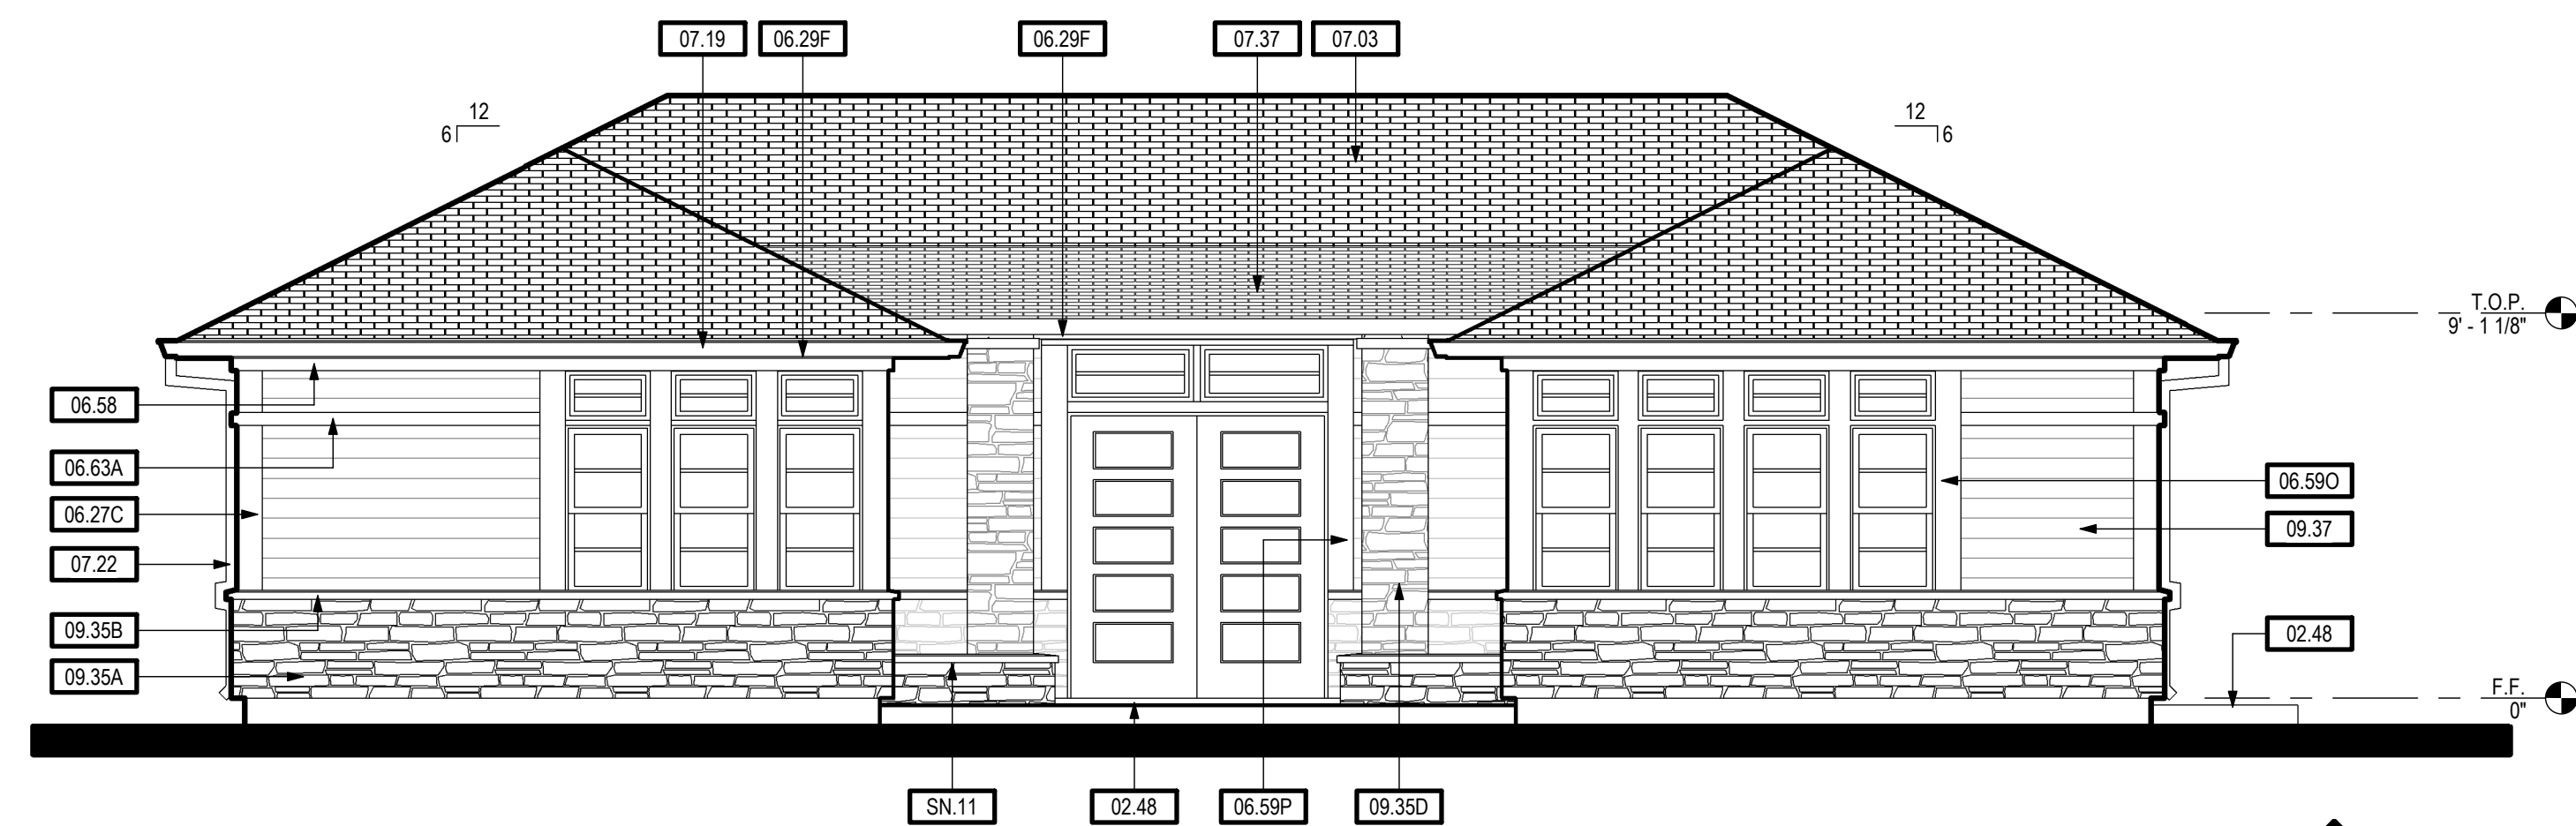 07.19
06.29F
06.29F
07.37
07.03
12
6
12
6
T.O.P.
9' - 1 1/8"
06.58
06.63A
06.27C
07.22
09.35B
09.35A
06.59O
09.37
02.48
F.F.
0"
SN.11
02.48
06.59P
09.35D